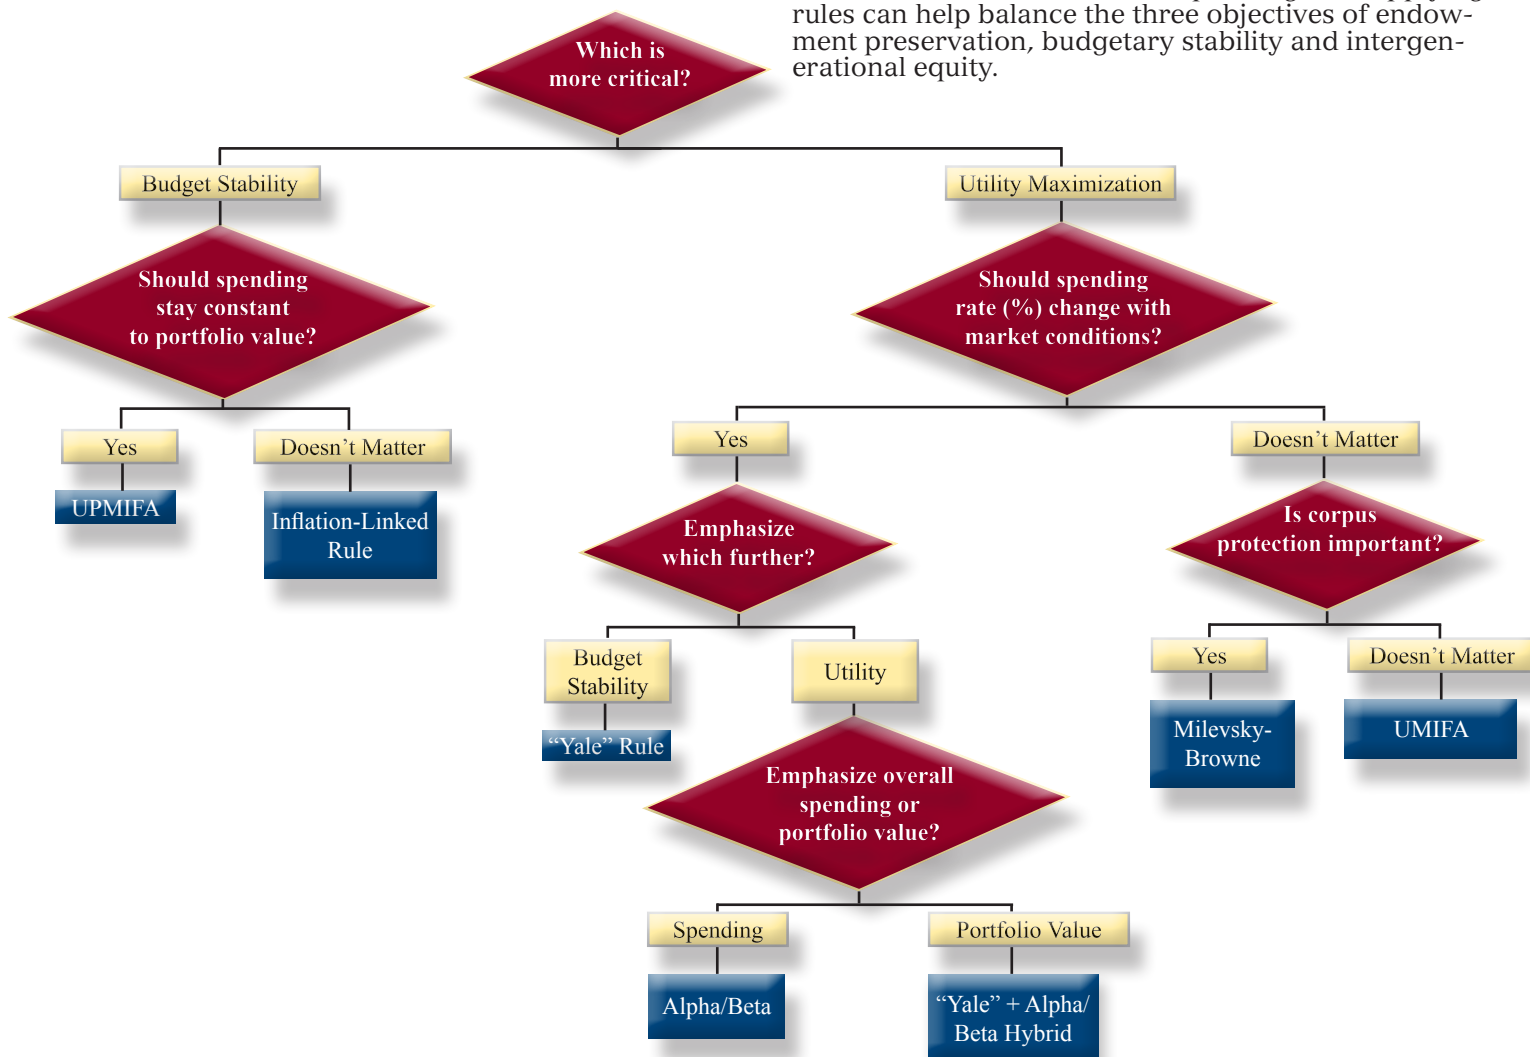 rules can help balance the three objectives of endow-
ment preservation, budgetary stability and intergen-
erational equity.
Which is
more critical?
Budget Stability
Utility Maximization
Should spending
stay constant
to portfolio value?
Should spending
rate (%) change with
market conditions?
Yes
Doesn’t Matter
Yes
Doesn’t Matter
UPMIFA
Inflation-Linked
Rule
Emphasize
which further?
Is corpus
protection important?
Budget
Stability
Utility
Yes
Doesn’t Matter
“Yale” Rule
Milevsky-
Browne
UMIFA
Emphasize overall
spending or
portfolio value?
Spending
Portfolio Value
Alpha/Beta
“Yale” + Alpha/
Beta Hybrid